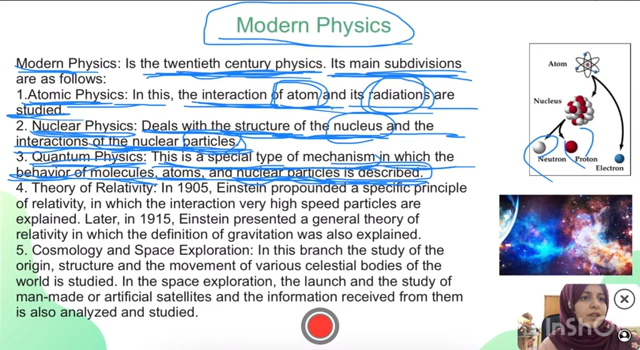 Modern Physics
Modern Physics: Is the twentieth century physics. Its main subdivisions
are as follows:
1.Atomic Physics: In this, the interaction of atom and its radiations are
studied
2. Nuclear Physics: Deals with the structure of the nucleus and the
interactions of the nuclear particles.
3. Quantum Physics: This is a special type of mechanism in which the
behavior of molecules, atoms, and nuclear particles is described.
4. Theory of Relativity: In 1905, Einstein propounded a specific principle
of relativity, in which the interaction very high speed particles are
explained. Later, in 1915, Einstein presented a general theory of
relativity in which the definition of gravitation was also explained.
5. Cosmology and Space Exploration: In this branch the study of the
origin, structure and the movement of various celestial bodies of the
world is studied. In the space exploration, the launch and the study of
man-made or artificial satellites and the information received from them
is also analyzed and studied.
Atom
Nucleus
Neutron
Proton
Electron
InSho